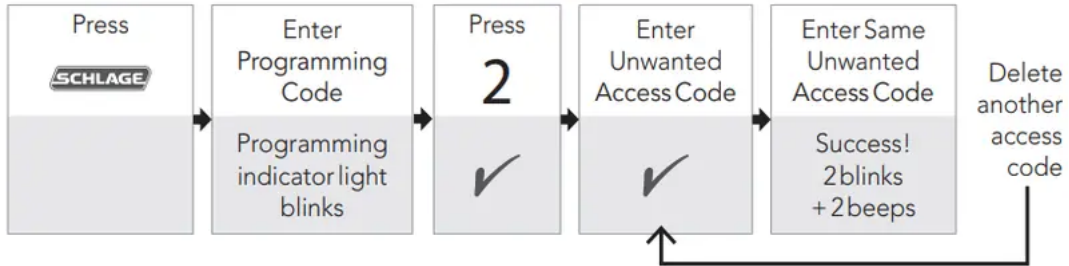 Press
SCHLAGE
Enter
Programming
Code
Programming
indicator light
blinks
Press
2
Enter
Unwanted
Access Code
Enter Same
Unwanted
Access Code
Success!
2 blinks
+ 2 beeps
Delete
another
access
code